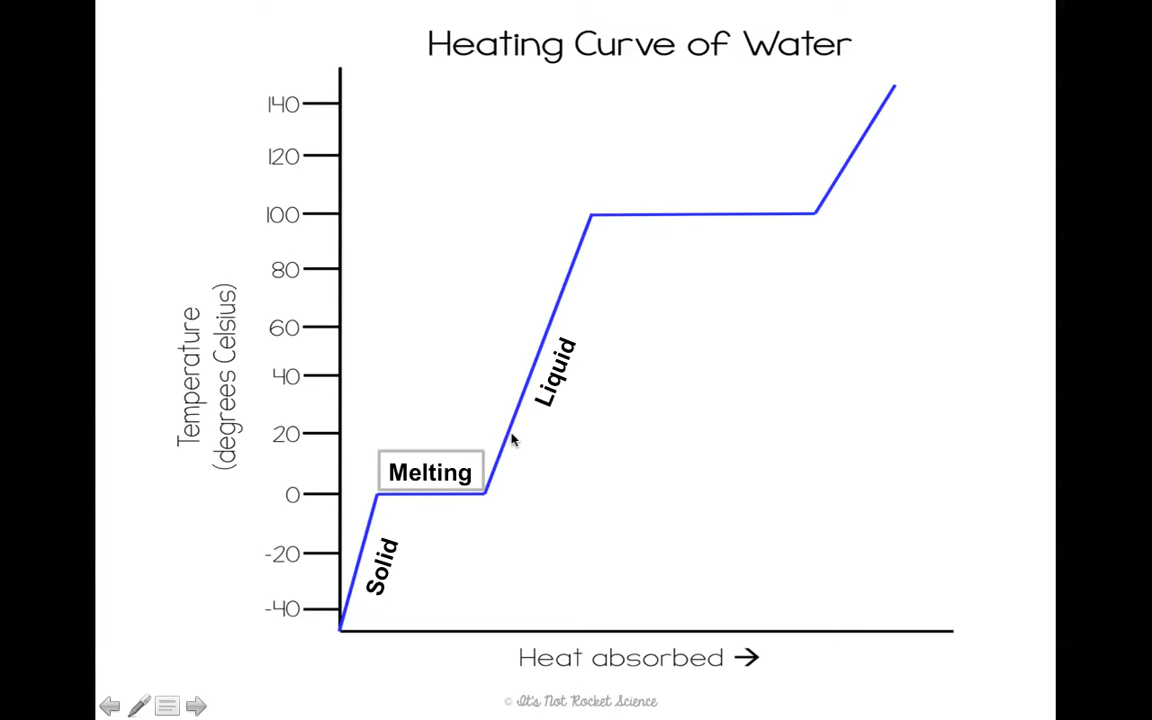 Heating Curve of Water
140
120
100
80
60
40
20
0
-20
-40
Temperature
(degrees Celsius)
Solid
Melting
Liquid
Heat absorbed →
© It's Not Rocket Science